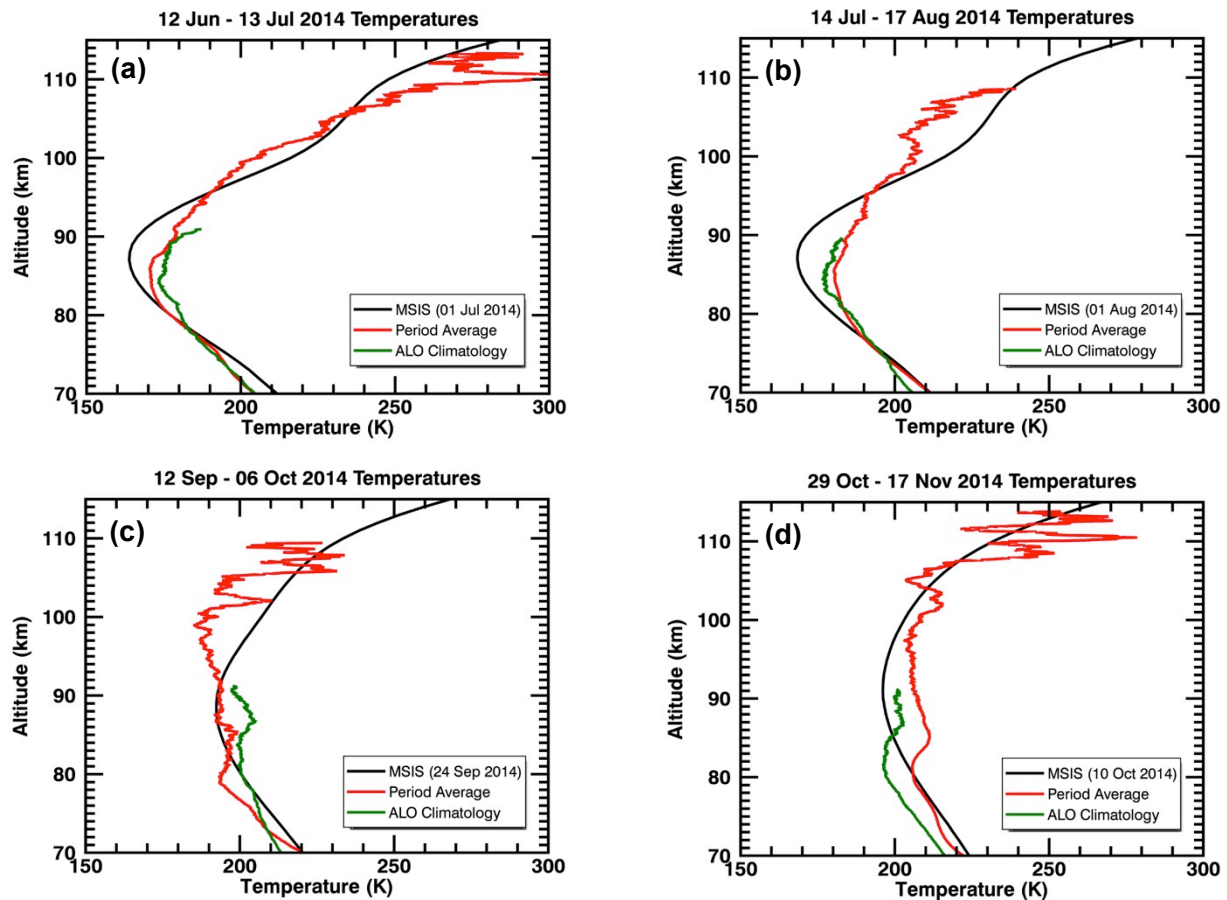 12 Jun - 13 Jul 2014 Temperatures
(a)
Altitude (km)
110
100
90
80
70
150 200 250 300
Temperature (K)
MSIS (01 Jul 2014)
Period Average
ALO Climatology
14 Jul - 17 Aug 2014 Temperatures
(b)
Altitude (km)
110
100
90
80
70
150 200 250 300
Temperature (K)
MSIS (01 Aug 2014)
Period Average
ALO Climatology
12 Sep - 06 Oct 2014 Temperatures
(c)
Altitude (km)
110
100
90
80
70
150 200 250 300
Temperature (K)
MSIS (24 Sep 2014)
Period Average
ALO Climatology
29 Oct - 17 Nov 2014 Temperatures
(d)
Altitude (km)
110
100
90
80
70
150 200 250 300
Temperature (K)
MSIS (10 Oct 2014)
Period Average
ALO Climatology